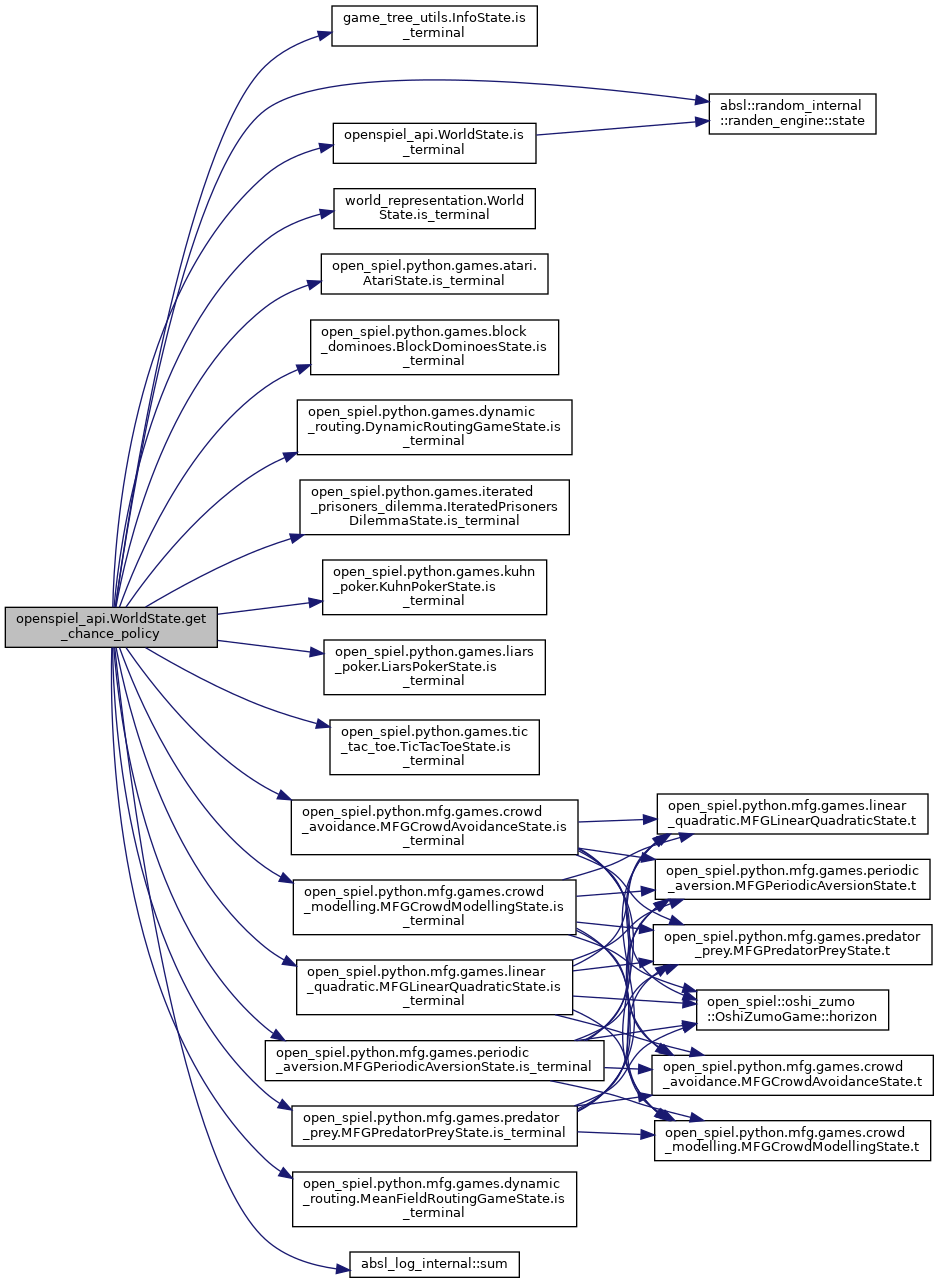 openspiel_api.WorldState.get
_chance_policy
game_tree_utils.InfoState.is
_terminal
absl::random_internal
::randen_engine::state
openspiel_api.WorldState.is
_terminal
world_representation.World
State.is_terminal
open_spiel.python.games.atari.
AtariState.is_terminal
open_spiel.python.games.block
_dominoes.BlockDominoesState.is
_terminal
open_spiel.python.games.dynamic
_routing.DynamicRoutingGameState.is
_terminal
open_spiel.python.games.iterated
_prisoners_dilemma.IteratedPrisoners
DilemmaState.is_terminal
open_spiel.python.games.kuhn
_poker.KuhnPokerState.is
_terminal
open_spiel.python.games.liars
_poker.LiarsPokerState.is
_terminal
open_spiel.python.games.tic
_tac_toe.TicTacToeState.is
_terminal
open_spiel.python.mfg.games.crowd
_avoidance.MFGCrowdAvoidanceState.is
_terminal
open_spiel.python.mfg.games.crowd
_modelling.MFGCrowdModellingState.is
_terminal
open_spiel.python.mfg.games.linear
_quadratic.MFGLinearQuadraticState.is
_terminal
open_spiel.python.mfg.games.periodic
_aversion.MFGPeriodicAversionState.is_terminal
open_spiel.python.mfg.games.predator
_prey.MFGPredatorPreyState.is_terminal
open_spiel.python.mfg.games.dynamic
_routing.MeanFieldRoutingGameState.is
_terminal
absl_log_internal::sum
open_spiel.python.mfg.games.linear
_quadratic.MFGLinearQuadraticState.t
open_spiel.python.mfg.games.periodic
_aversion.MFGPeriodicAversionState.t
open_spiel.python.mfg.games.predator
_prey.MFGPredatorPreyState.t
open_spiel::oshi_zumo
::OshiZumoGame::horizon
open_spiel.python.mfg.games.crowd
_avoidance.MFGCrowdAvoidanceState.t
open_spiel.python.mfg.games.crowd
_modelling.MFGCrowdModellingState.t